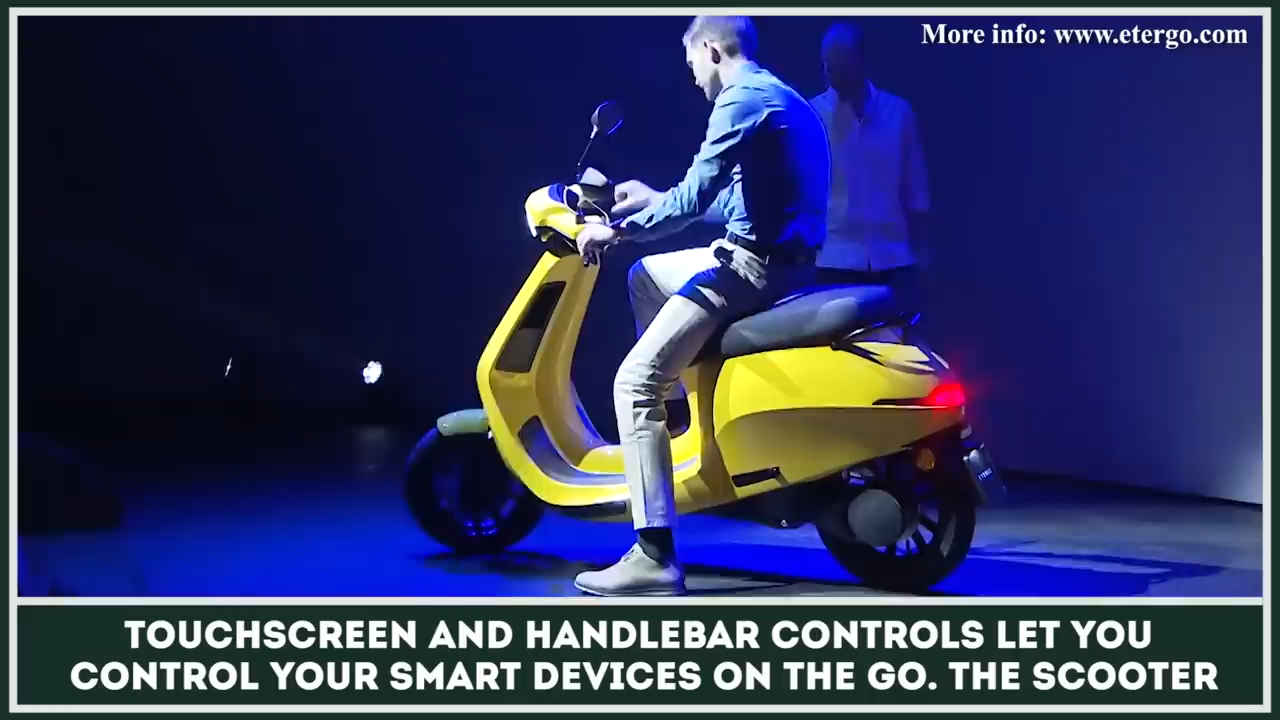 More info: www.etergo.com
TOUCHSCREEN AND HANDLEBAR CONTROLS LET YOU
CONTROL YOUR SMART DEVICES ON THE GO. THE SCOOTER